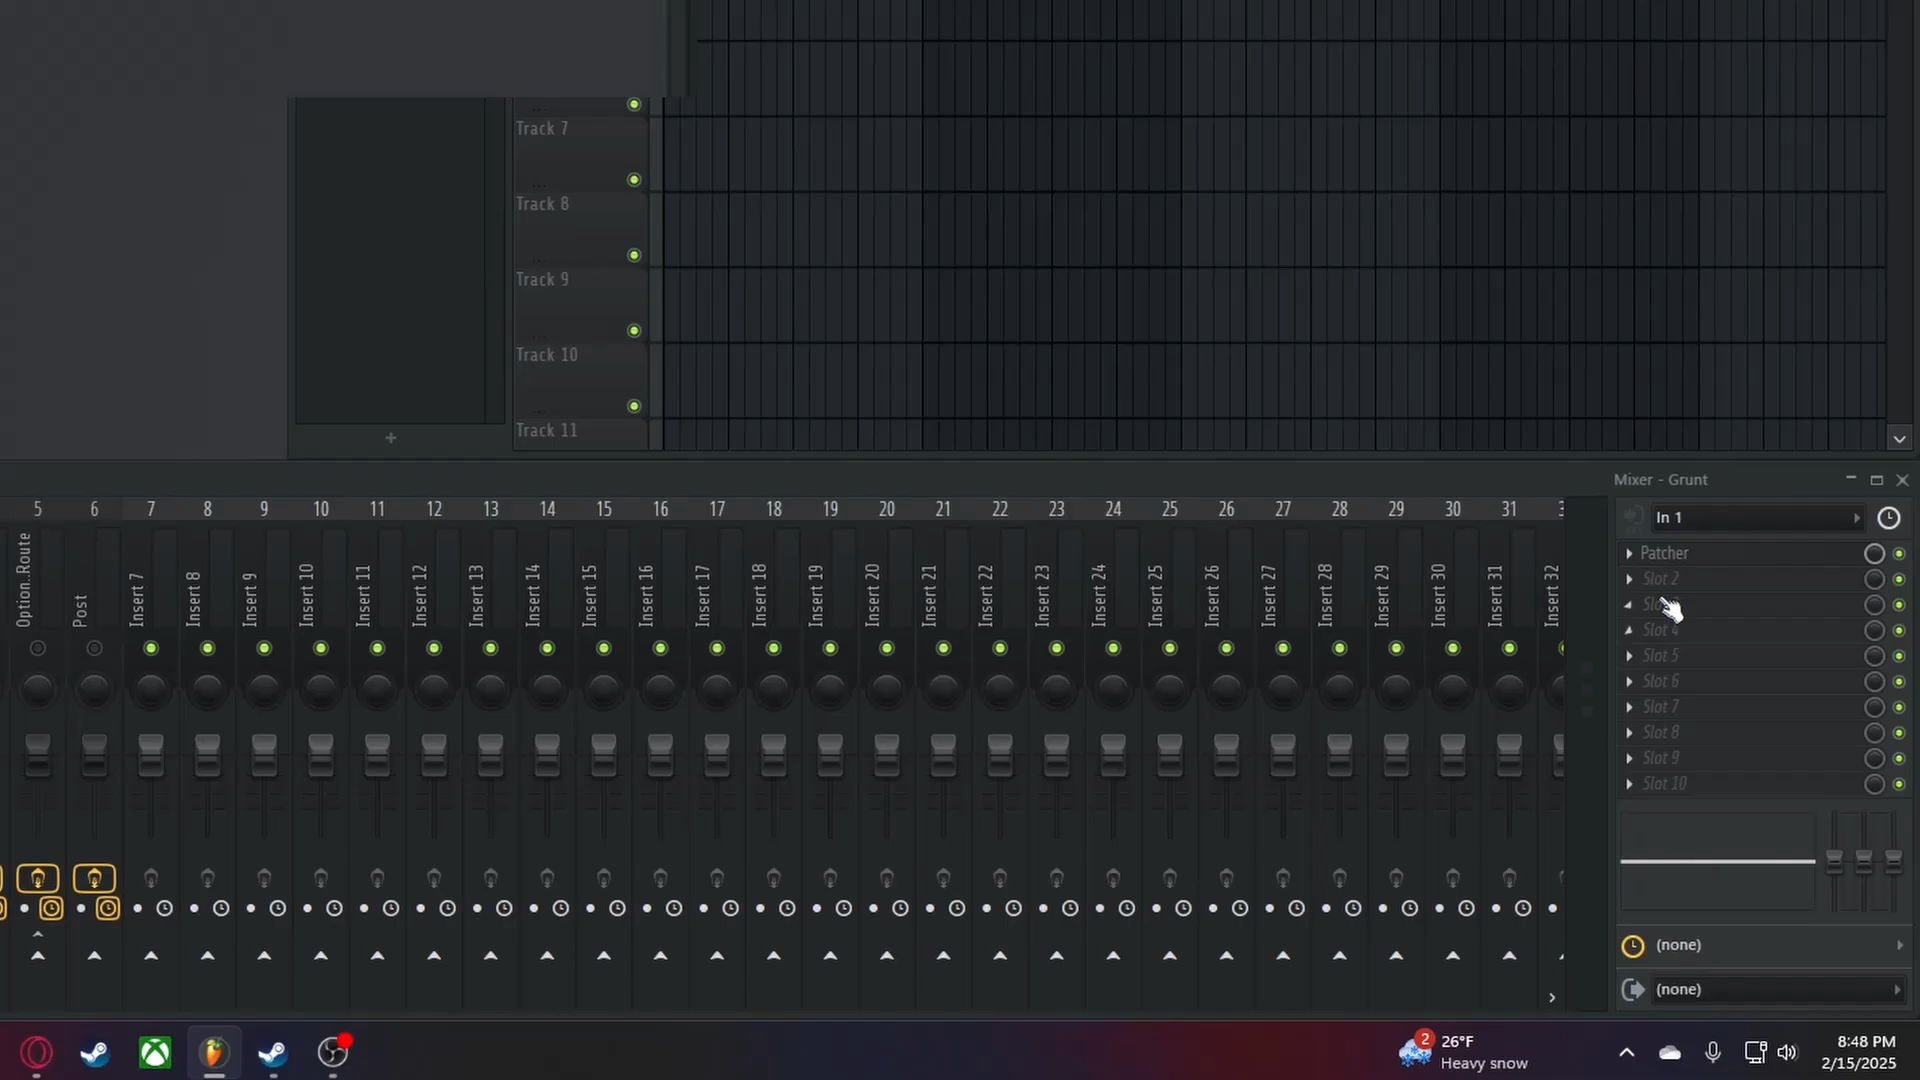 Track 7
Track 8
Track 9
Track 10
Track 11
Mixer - Grunt
5 6 7 8 9 10 11 12 13 14 15 16 17 18 19 20 21 22 23 24 25 26 27 28 29 30 31
In 1
Option..Route
Post
Insert 7
Insert 8
Insert 9
Insert 10
Insert 11
Insert 12
Insert 13
Insert 14
Insert 15
Insert 16
Insert 17
Insert 18
Insert 19
Insert 20
Insert 21
Insert 22
Insert 23
Insert 24
Insert 25
Insert 26
Insert 27
Insert 28
Insert 29
Insert 30
Insert 31
Insert 32
Patcher
Slot 2
Slot 4
Slot 5
Slot 6
Slot 7
Slot 8
Slot 9
Slot 10
(none)
(none)
2
26°F
Heavy snow
8:48 PM
2/15/2025